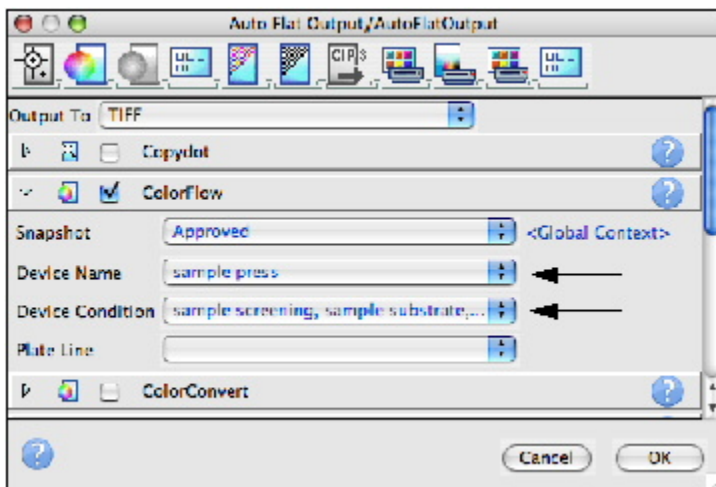 Auto Flat Output/AutoFlatOutput
CIP3
Output To TIFF
Copydot
ColorFlow
Snapshot Approved <Global Context>
Device Name sample press
Device Condition sample screening, sample substrate,...
Plate Line
ColorConvert
Cancel OK